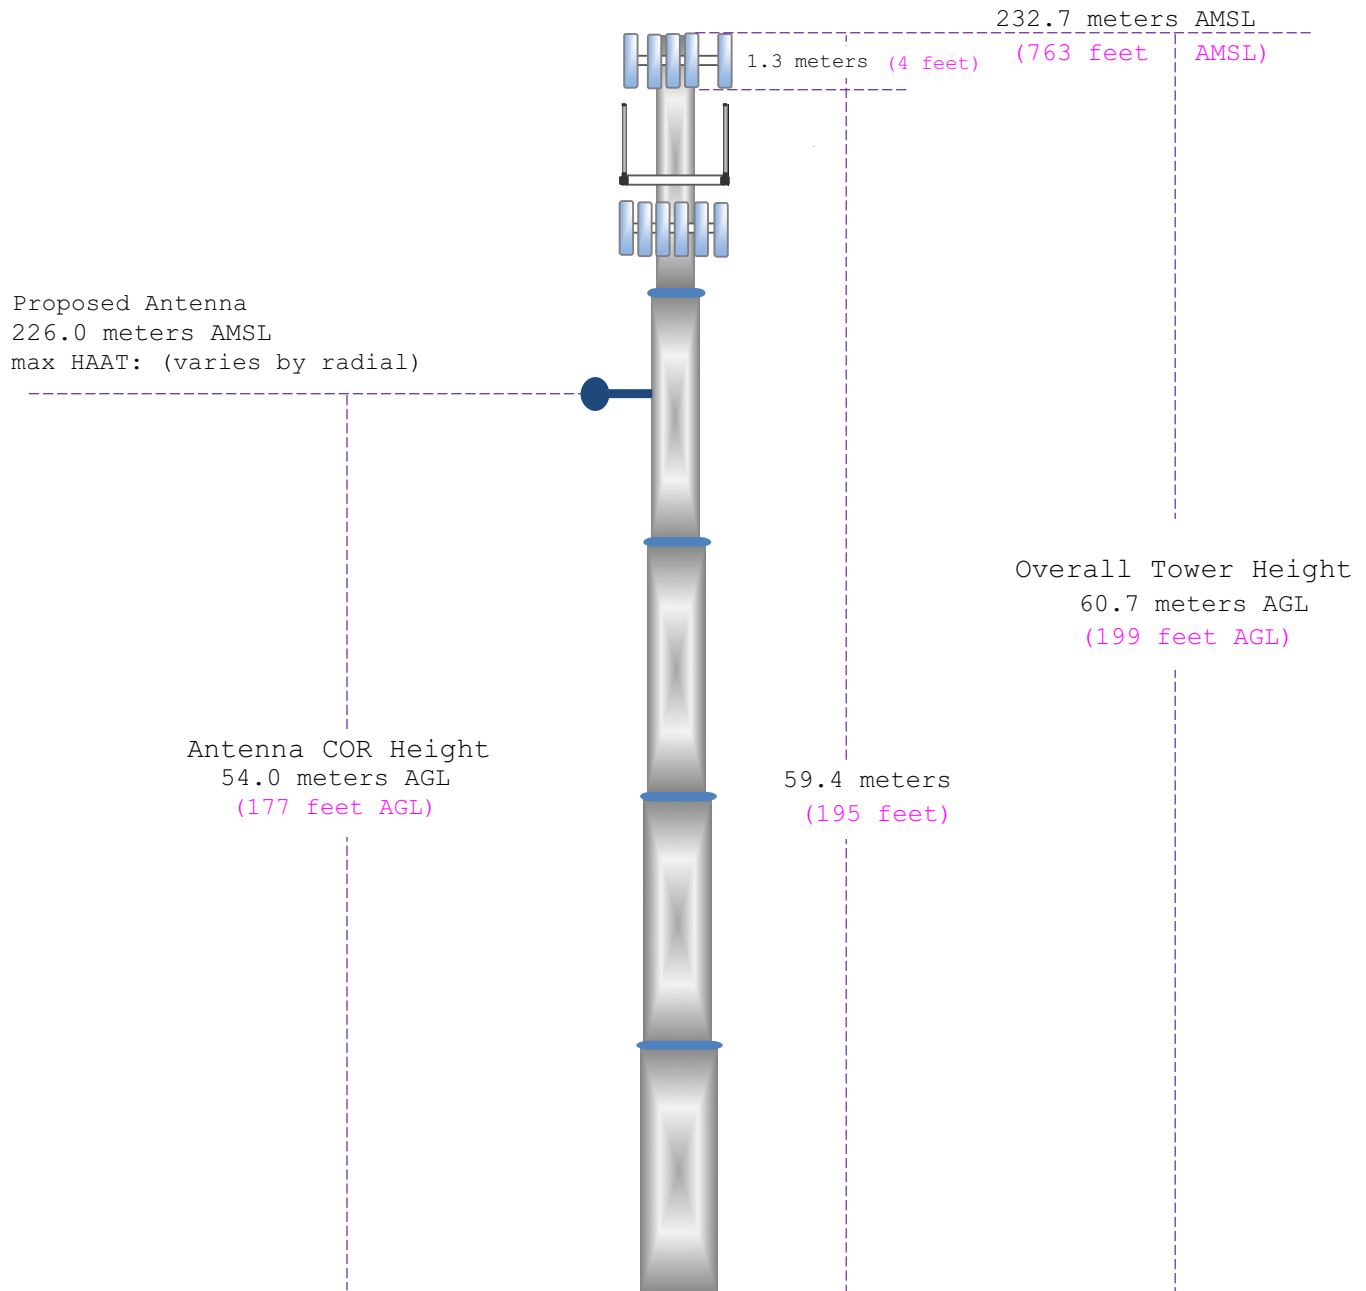 232.7 meters AMSL
(763 feet AMSL)
1.3 meters (4 feet)
Proposed Antenna
226.0 meters AMSL
max HAAT: (varies by radial)
Overall Tower Height
60.7 meters AGL
(199 feet AGL)
Antenna COR Height
54.0 meters AGL
(177 feet AGL)
59.4 meters
(195 feet)